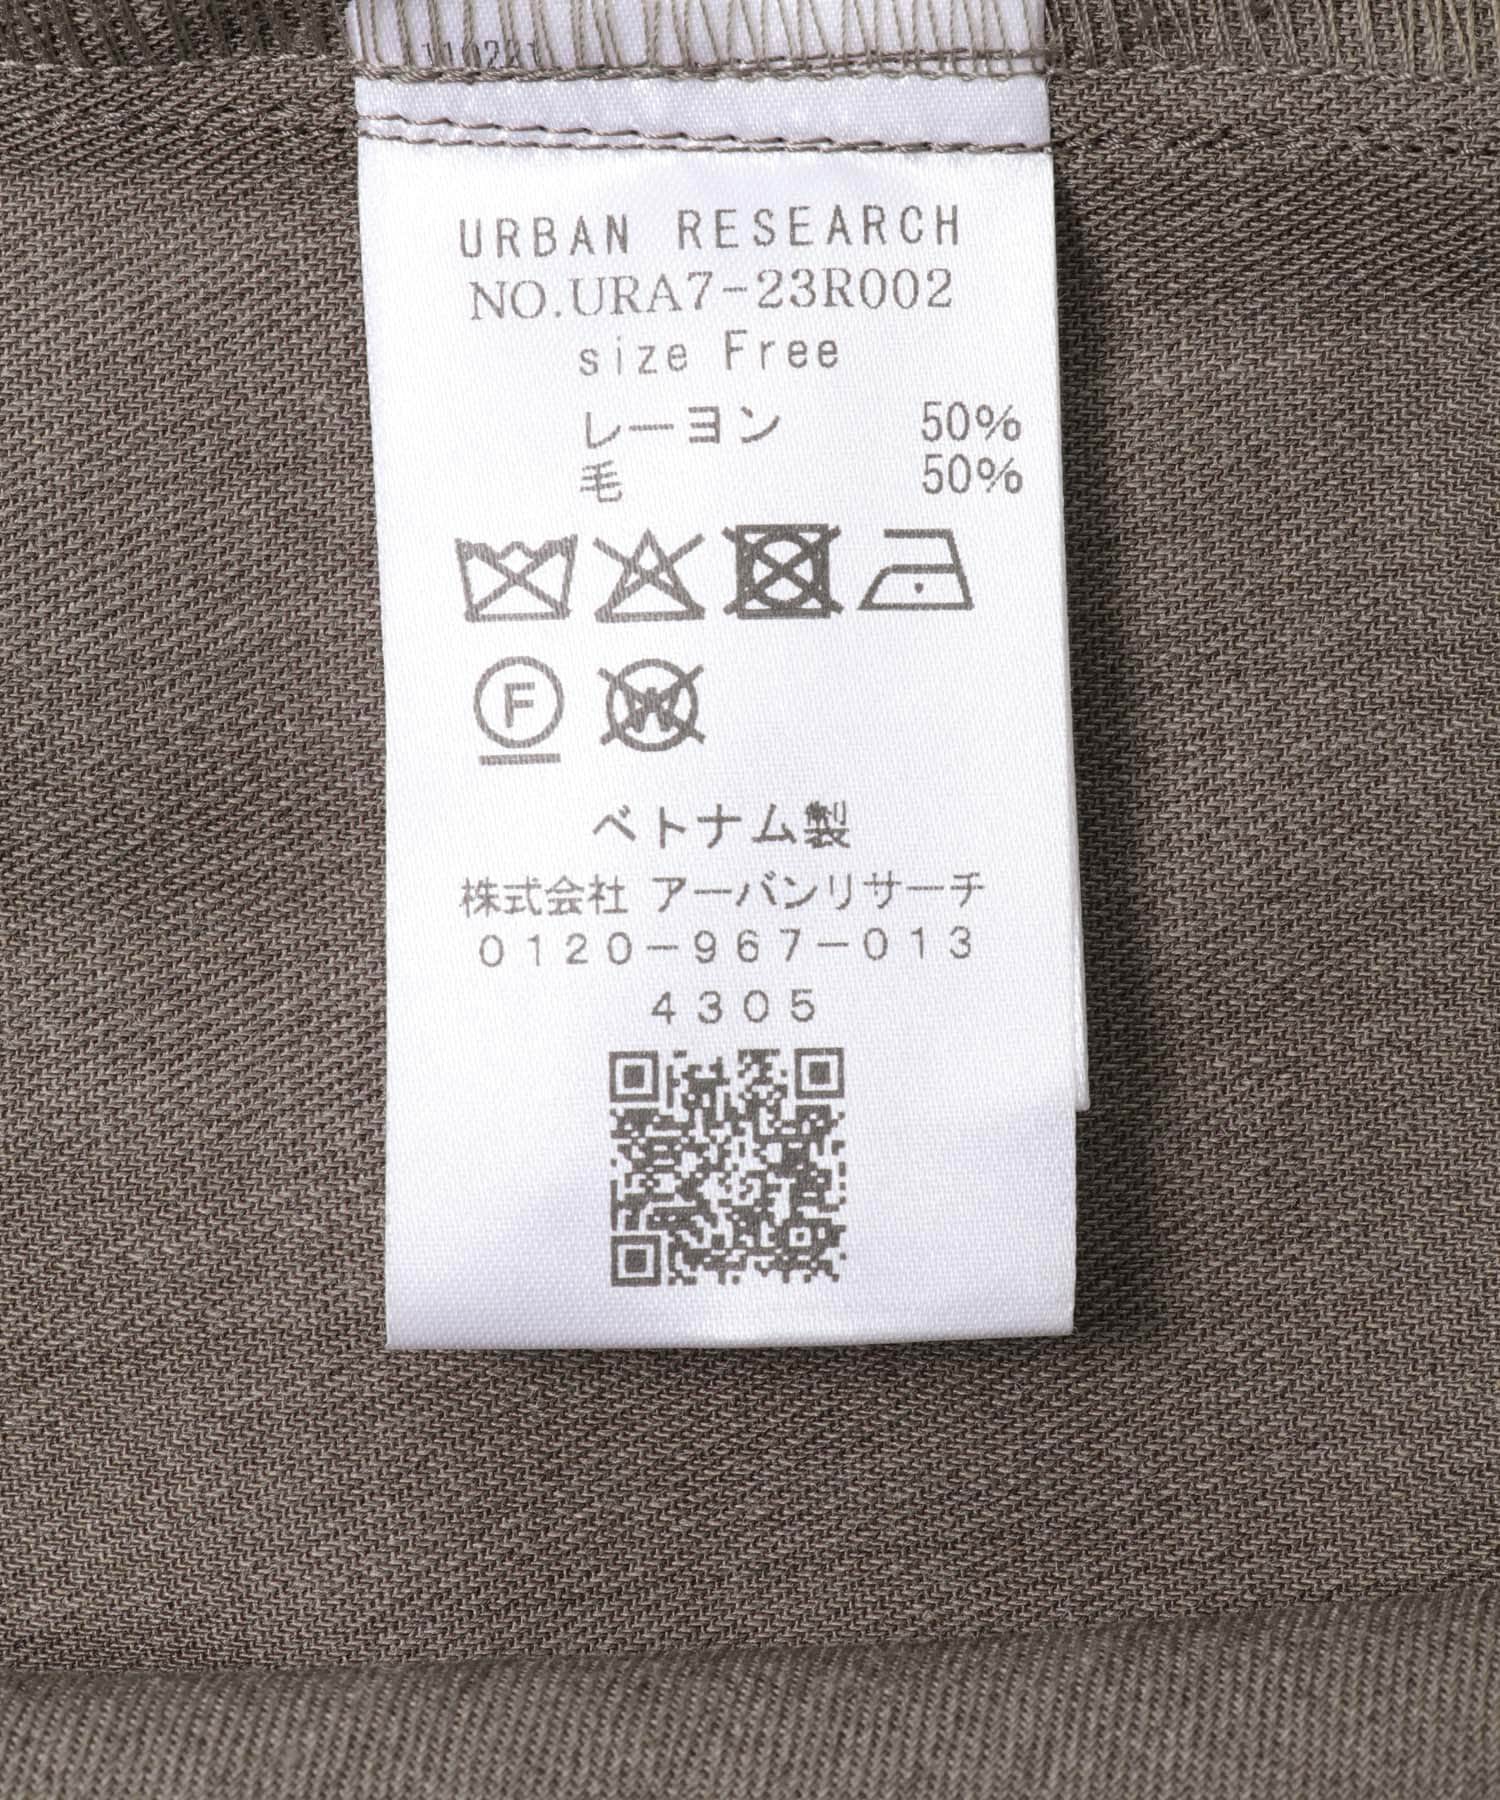 110221
URBAN RESEARCH
NO.URA7-23R002
size Free
レーヨン 50%
毛 50%
F
W
ベトナム製
株式会社 アーバンリサーチ
0120-967-013
4305